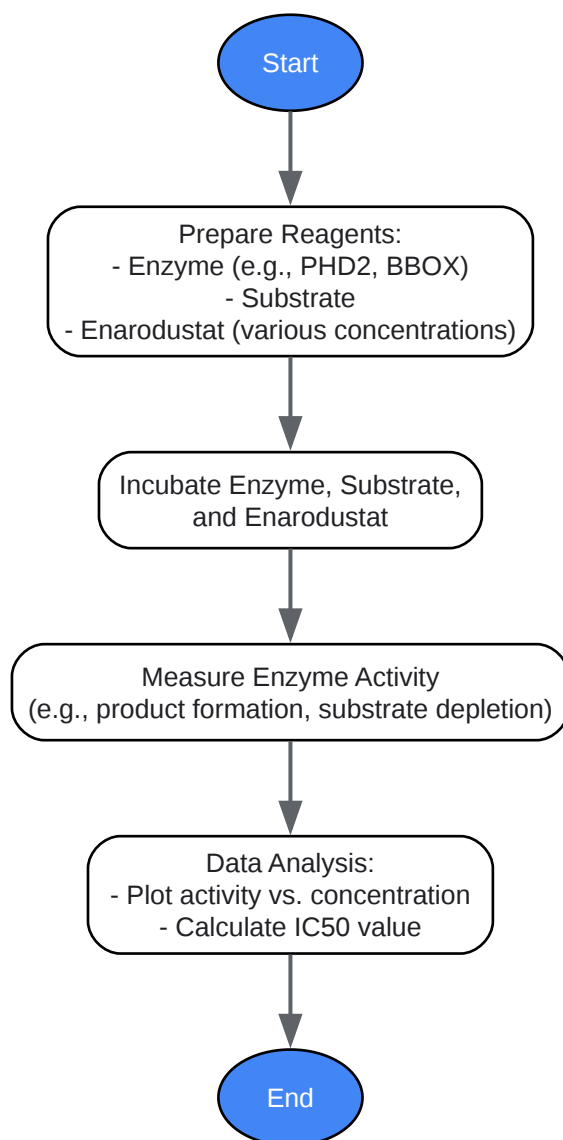 Start
Prepare Reagents:
- Enzyme (e.g., PHD2, BBOX)
- Substrate
- Enarodustat (various concentrations)
Incubate Enzyme, Substrate,
and Enarodustat
Measure Enzyme Activity
(e.g., product formation, substrate depletion)
Data Analysis:
- Plot activity vs. concentration
- Calculate IC50 value
End